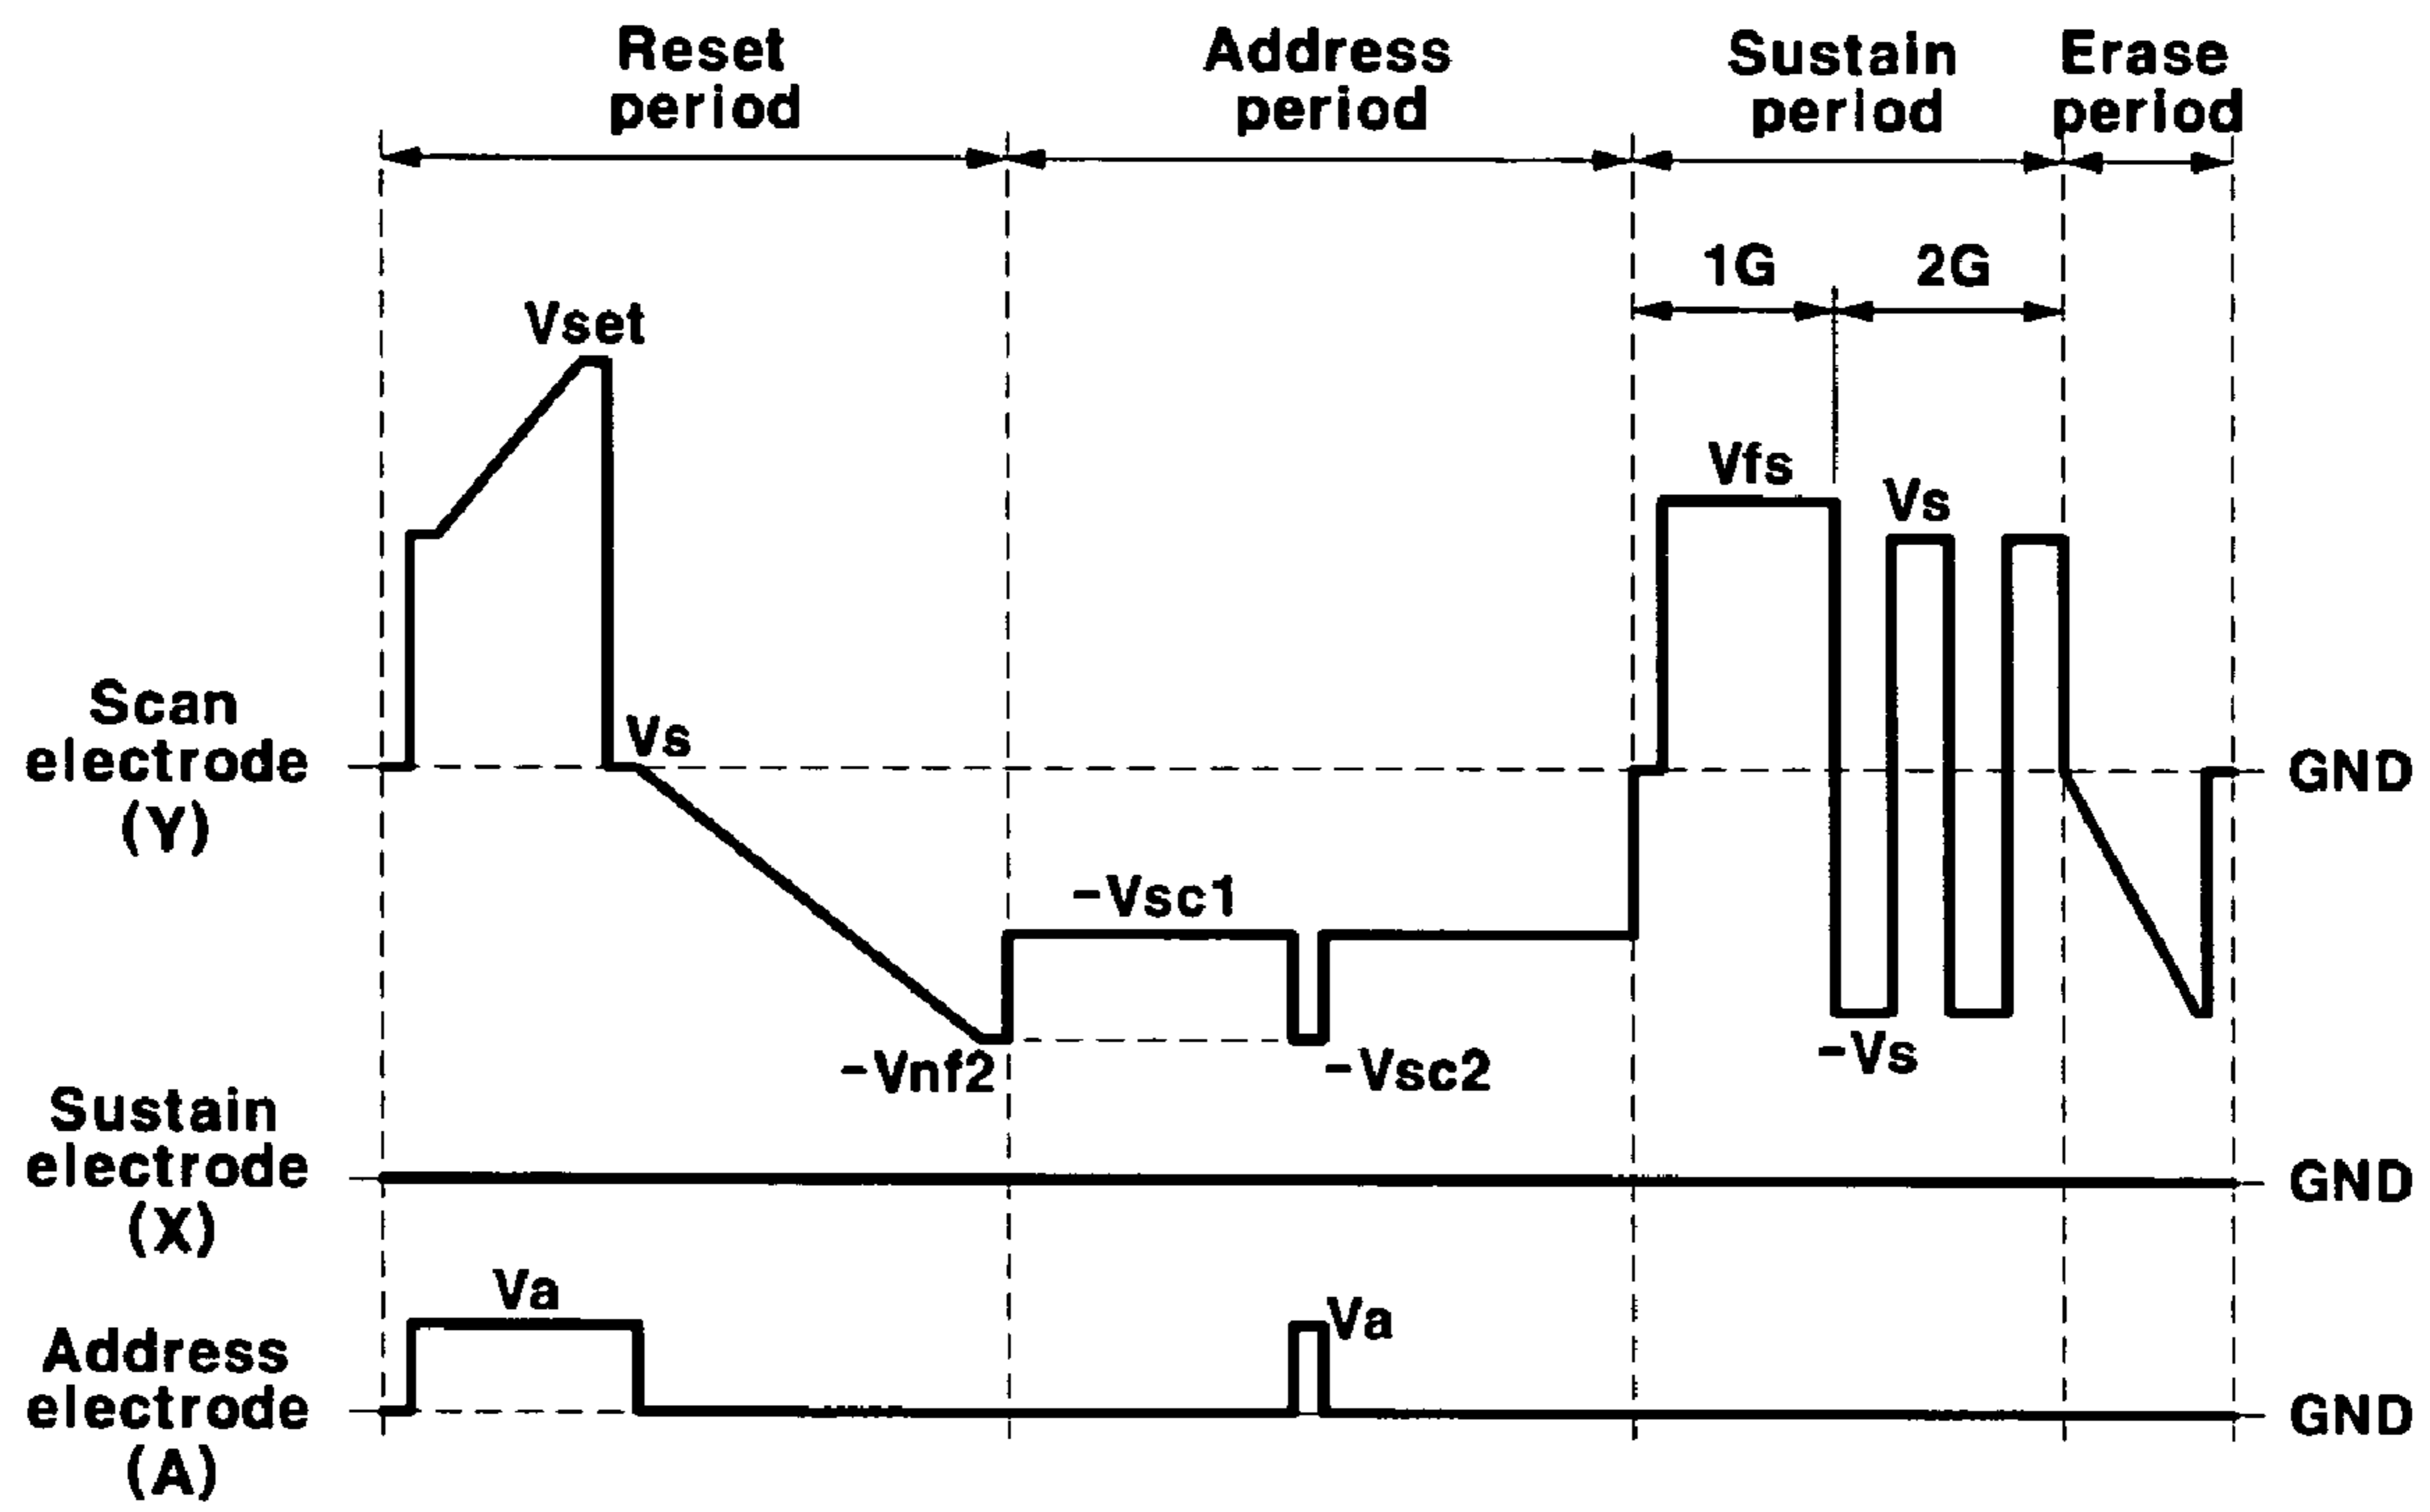 Reset
period
Address
period
Sustain
period
Erase
period
1G
2G
Vset
Vfs
Vs
Scan
electrode
(Y)
Vs
GND
-Vsc1
-Vnf2
-Vsc2
-Vs
Sustain
electrode
(X)
GND
Va
Va
Address
electrode
(A)
GND